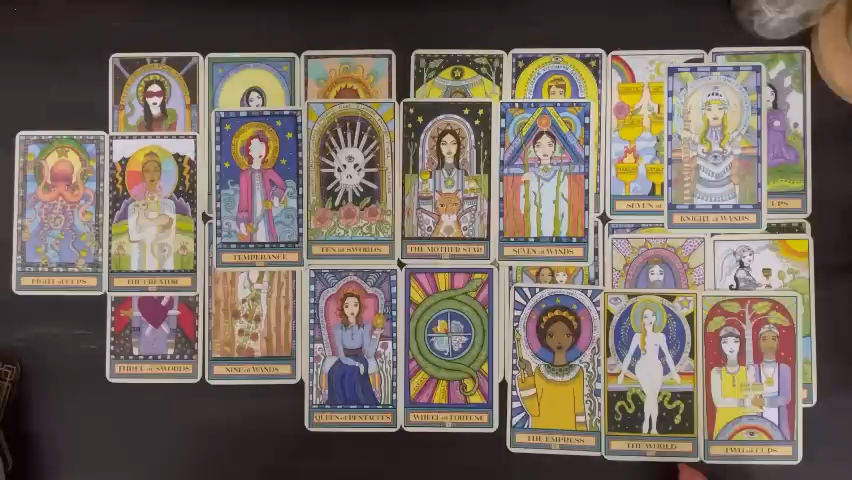 EIGHT OF CUPS
THE CREATOR
TEMPERANCE
TEN OF SWORDS
THE MOTHER STAR
SEVEN OF WANDS
SEVEN OF
KNIGHT OF WANDS
UPS
THREE OF SWORDS
NINE OF WANDS
QUEEN OF PENTACLES
WHEEL OF FORTUNE
THE EMPRESS
THE WORLD
TWO OF CUPS